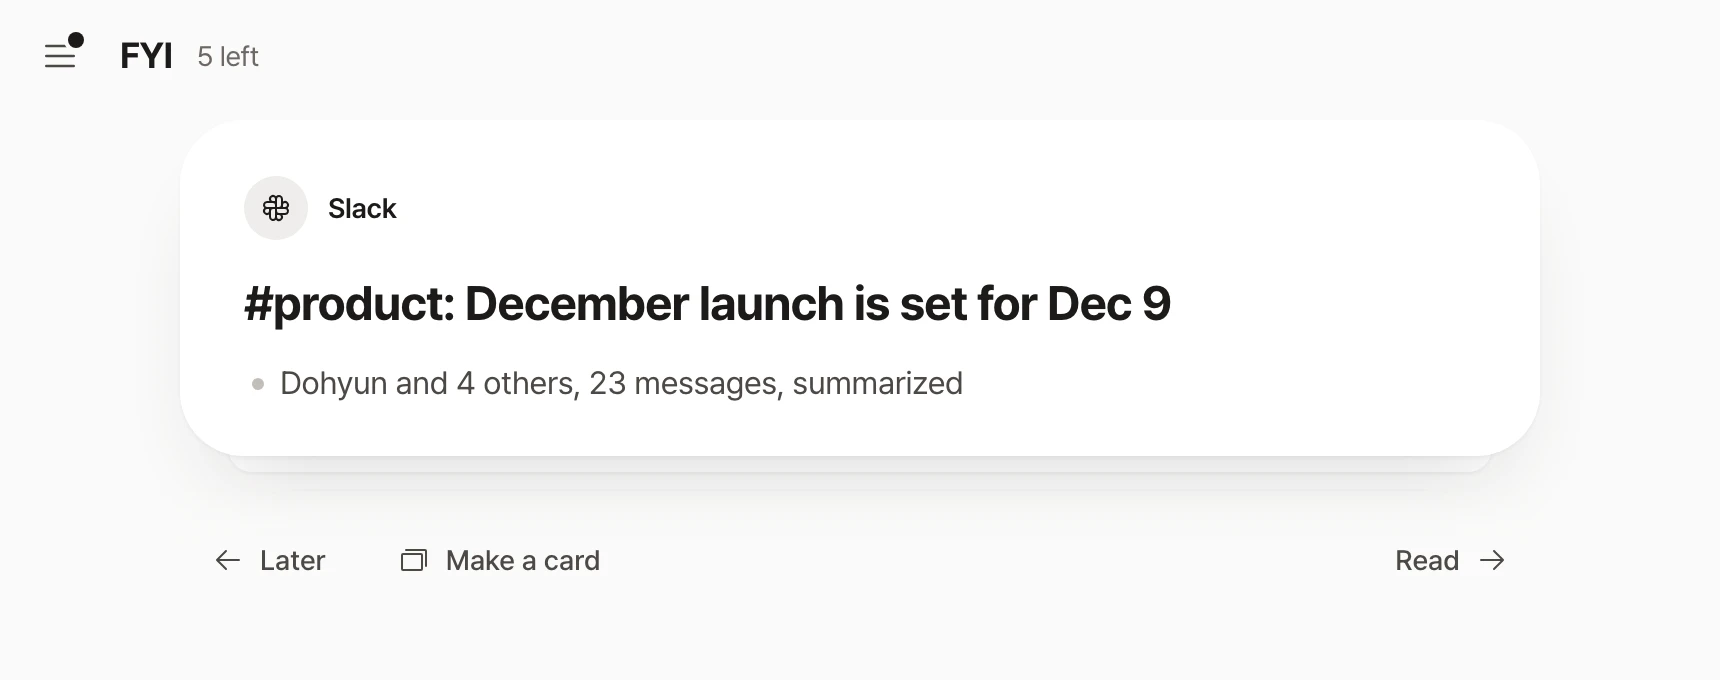 FYI 5 left
Slack
#product: December launch is set for Dec 9
Dohyun and 4 others, 23 messages, summarized
Later Make a card Read